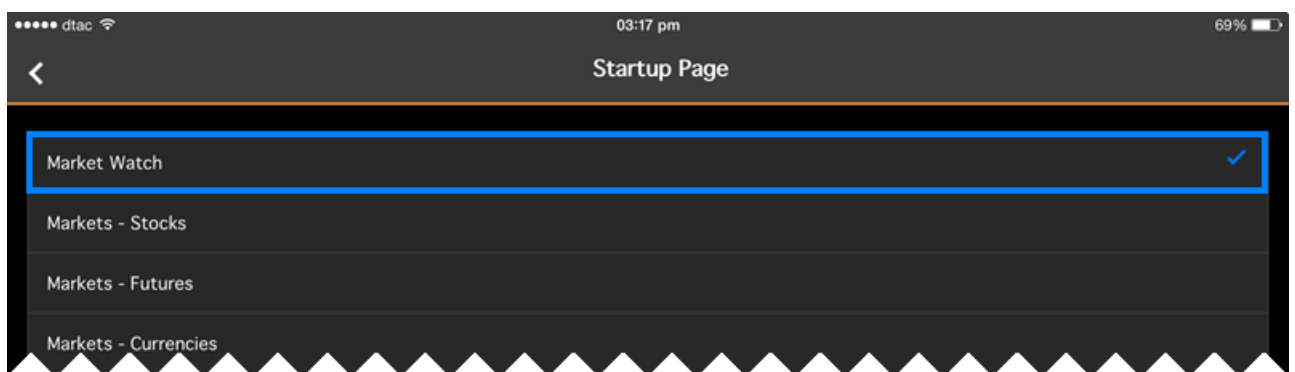 dtac 03:17 pm 69%
Startup Page
Market Watch
Markets - Stocks
Markets - Futures
Markets - Currencies